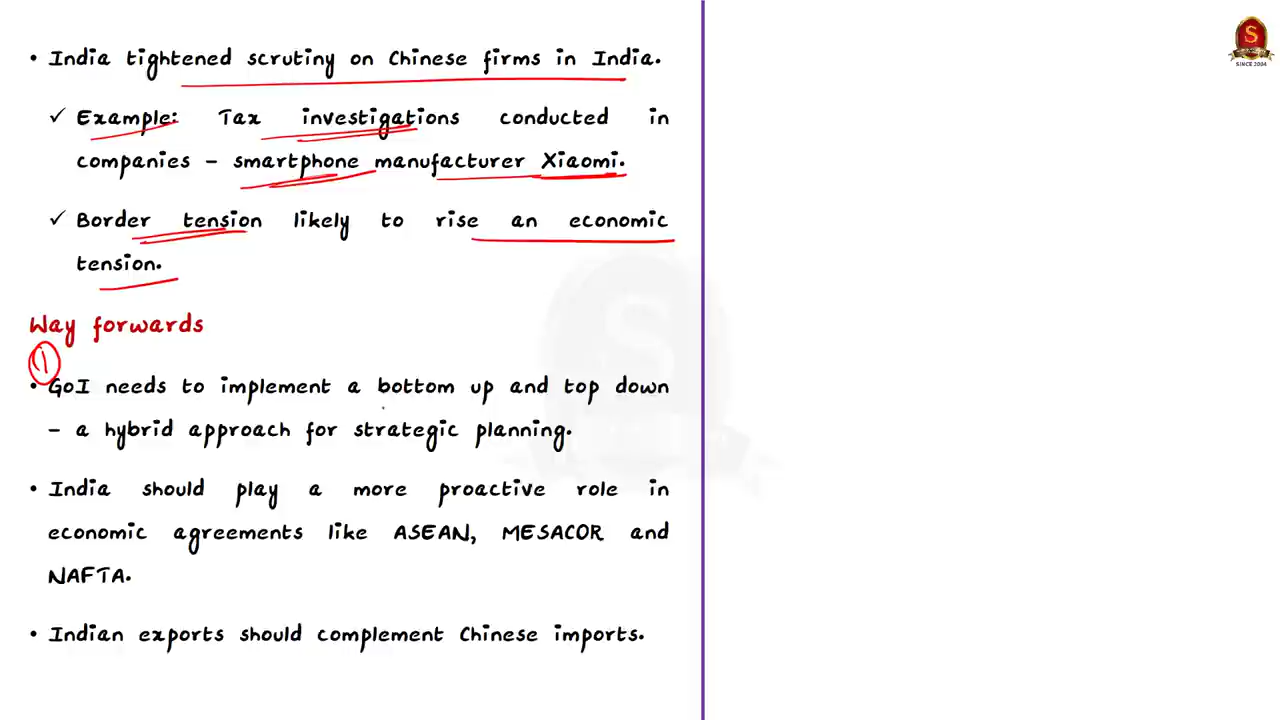 • India tightened scrutiny on Chinese firms in India.
✓ Example: Tax investigations conducted in
companies – smartphone manufacturer Xiaomi.
✓ Border tension likely to rise an economic
tension.
Way forwards
1
• GoI needs to implement a bottom up and top down
– a hybrid approach for strategic planning.
• India should play a more proactive role in
economic agreements like ASEAN, MESACOR and
NAFTA.
• Indian exports should complement Chinese imports.
S
SINCE 2004
S